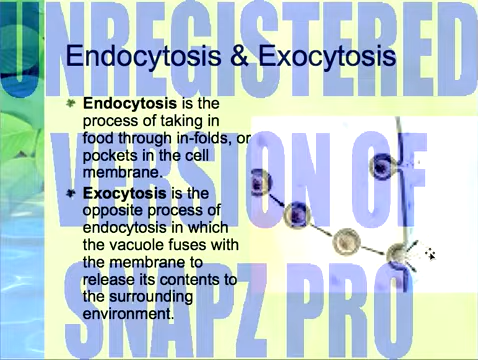 UNREGISTERED
Endocytosis & Exocytosis
Endocytosis is the
process of taking in
food through in-folds, or
pockets in the cell
membrane.
VERSION OF
Exocytosis is the
opposite process of
endocytosis in which
the vacuole fuses with
the membrane to
release its contents to
the surrounding
environment.
SNAPZ PRO